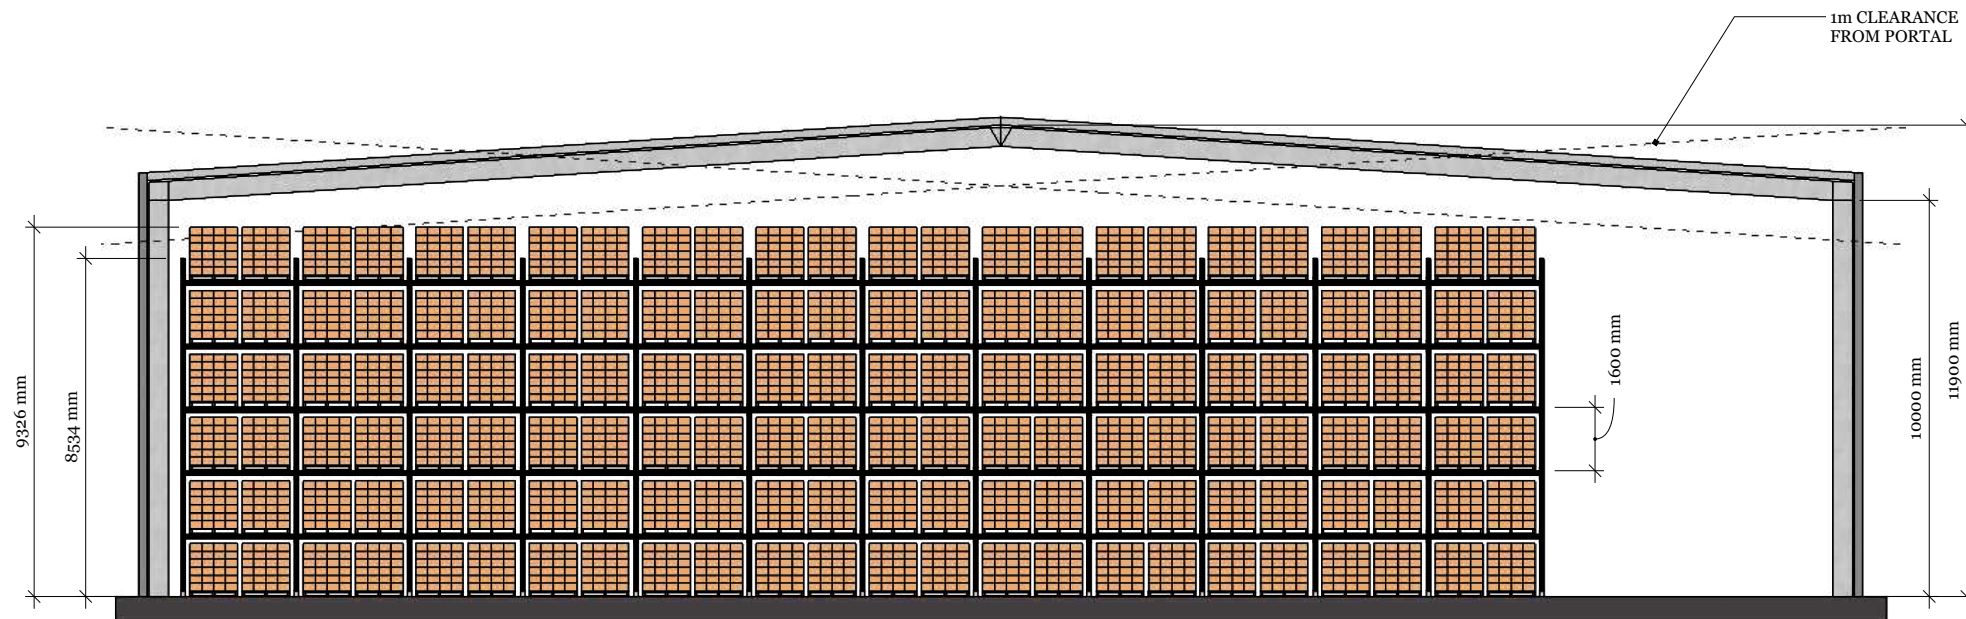 1m CLEARANCE
FROM PORTAL
9326 mm
8534 mm
1600 mm
10000 mm
11900 mm